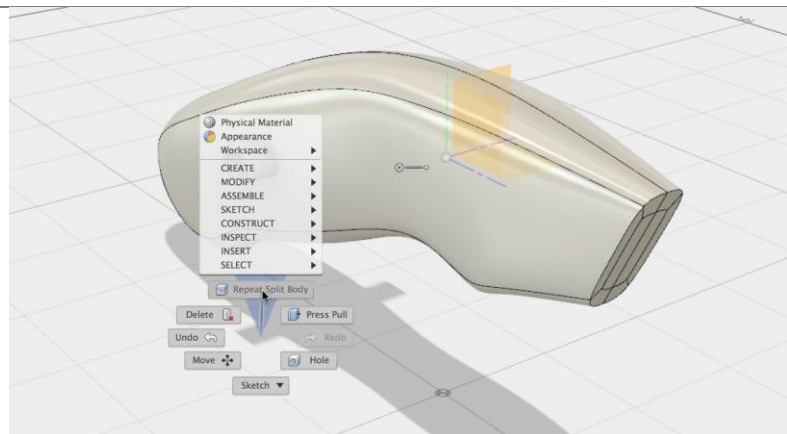 Physical Material
Appearance
Workspace
CREATE
MODIFY
ASSEMBLE
SKETCH
CONSTRUCT
INSPECT
INSERT
SELECT
Repeat Split Body
Delete
Press Pull
Undo
Redo
Move
Hole
Sketch